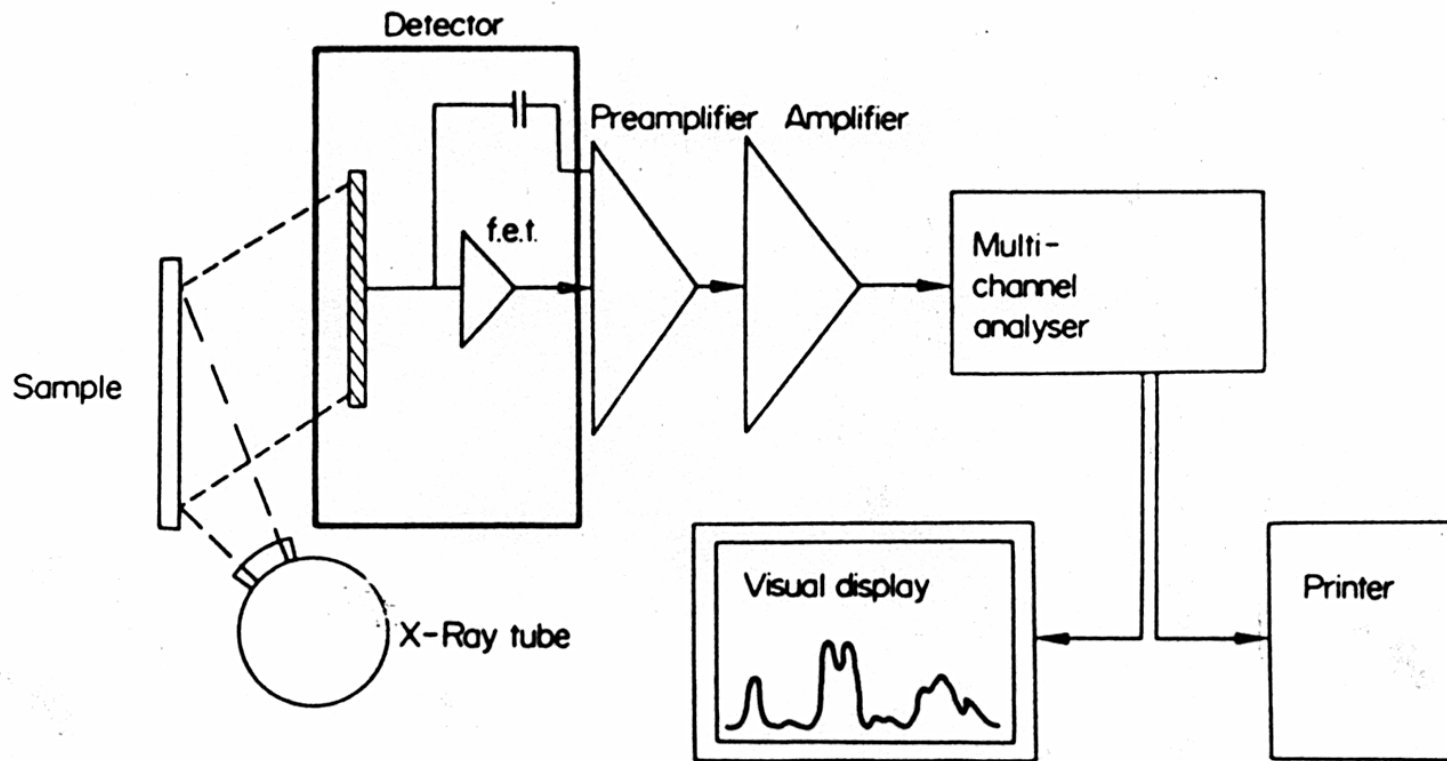 Detector
Preamplifier
Amplifier
f.e.t.
Multi-
channel
analyser
Sample
X-Ray tube
Visual display
Printer